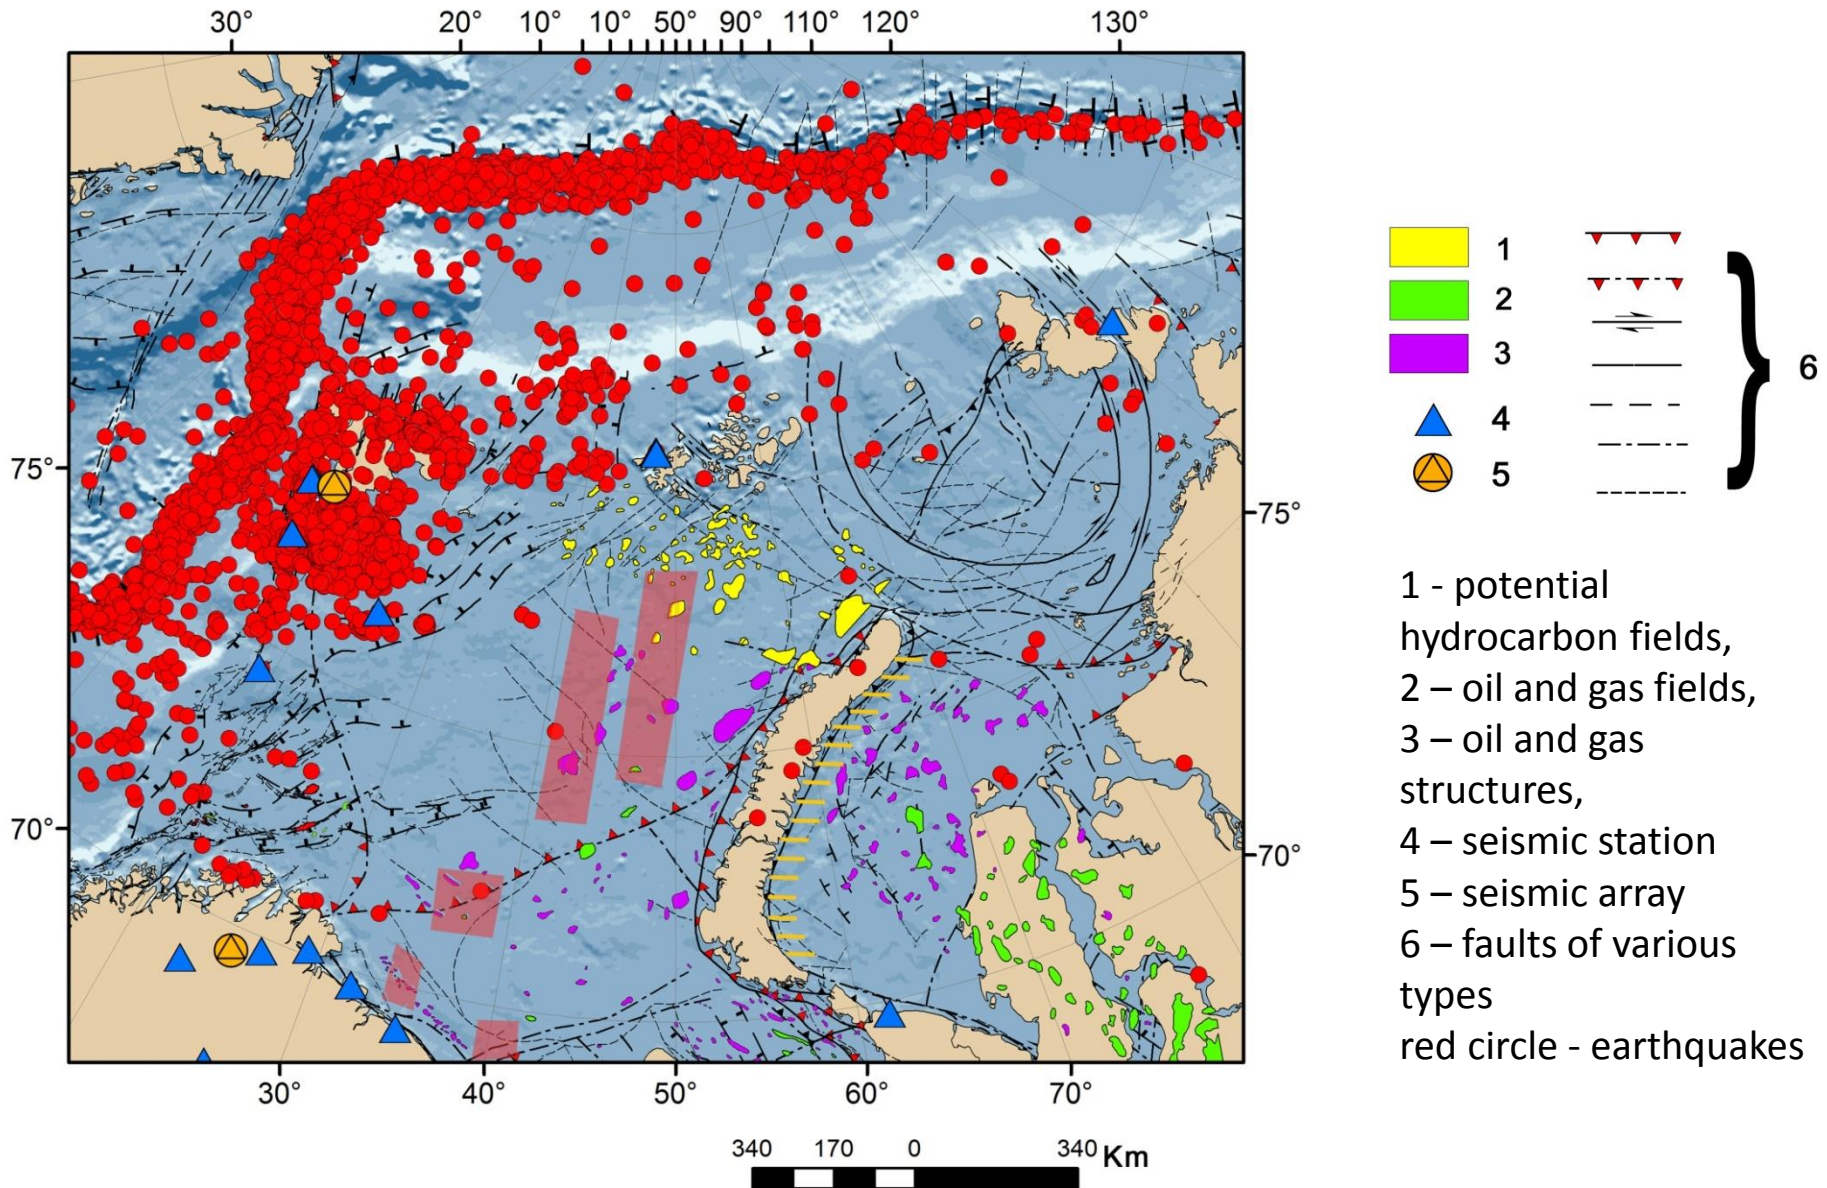 30° 20° 10° 10° 50° 90° 110° 120° 130°
75°
70°
75°
70°
30° 40° 50° 60° 70°
340 170 0 340 Km
1
2
3
4
5
6
1 - potential
hydrocarbon fields,
2 – oil and gas fields,
3 – oil and gas
structures,
4 – seismic station
5 – seismic array
6 – faults of various
types
red circle - earthquakes